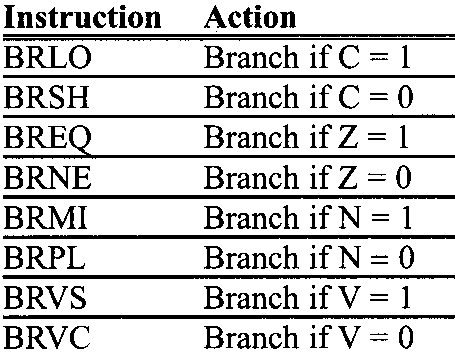 Instruction Action
BRLO Branch if C = 1
BRSH Branch if C = 0
BREQ Branch if Z = 1
BRNE Branch if Z = 0
BRMI Branch if N = 1
BRPL Branch if N = 0
BRVS Branch if V = 1
BRVC Branch if V = 0